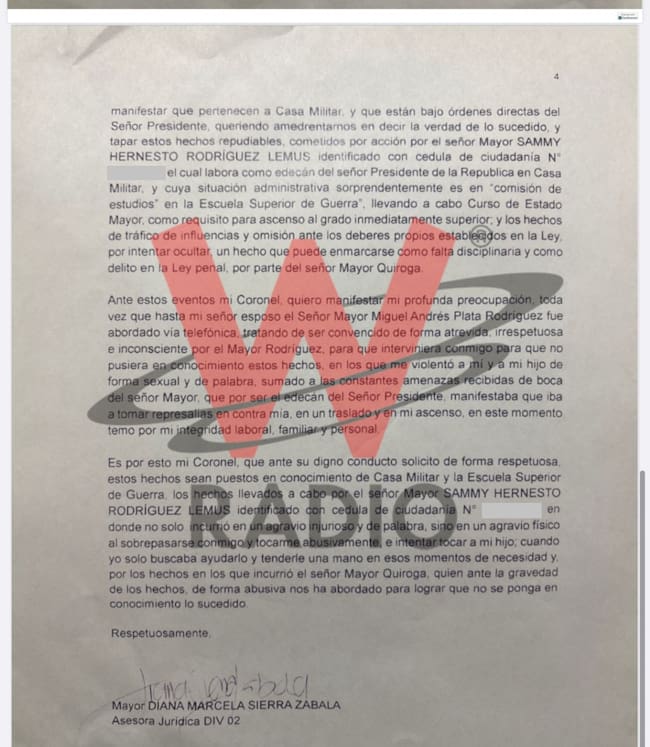 4
manifestar que pertenecen a Casa Militar, y que están bajo órdenes directas del
Señor Presidente, queriendo amedrentarnos en decir la verdad de lo sucedido, y
tapar estos hechos repudiables, cometidos por acción por el señor Mayor SAMMY
HERNESTO RODRÍGUEZ LEMUS identificado con cedula de ciudadanía N°
el cual labora como edecán del señor Presidente de la Republica en Casa
Militar, y cuya situación administrativa sorprendentemente es en "comisión de
estudios" en la Escuela Superior de Guerra", llevando a cabo Curso de Estado
Mayor, como requisito para ascenso al grado inmediatamente superior; y los hechos
de tráfico de influencias y omisión ante los deberes propios establecidos en la Ley,
por intentar ocultar, un hecho que puede enmarcarse como falta disciplinaria y como
delito en la Ley penal, por parte del señor Mayor Quiroga.
Ante estos eventos mi Coronel, quiero manifestar mi profunda preocupación, toda
vez que hasta mi señor esposo el Señor Mayor Miguel Andrés Plata Rodríguez fue
abordado vía telefónica, tratando de ser convencido de forma atrevida, irrespetuosa
e inconsciente por el Mayor Rodríguez, para que interviniera conmigo para que no
pusiera en conocimiento estos hechos, en los que me violentó a mí y a mi hijo de
forma sexual y de palabra, sumado a las constantes amenazas recibidas de boca
del señor Mayor, que por ser el edecán del Señor Presidente, manifestaba que iba
a tomar represalias en contra mía, en un traslado y en mi ascenso, en este momento
temo por mi integridad laboral, familiar y personal.
Es por esto mi Coronel, que ante su digno conducto solicito de forma respetuosa,
estos hechos sean puestos en conocimiento de Casa Militar y la Escuela Superior
de Guerra, los hechos llevados a cabo por el señor Mayor SAMMY HERNESTO
RODRÍGUEZ LEMUS identificado con cedula de ciudadanía N° en
donde no solo incurrió en un agravio injurioso y de palabra, sino en un agravio físico
al sobrepasarse conmigo y tocarme abusivamente, e intentar tocar a mi hijo; cuando
yo solo buscaba ayudarlo y tenderle una mano en esos momentos de necesidad y,
por los hechos en los que incurrió el señor Mayor Quiroga, quien ante la gravedad
de los hechos, de forma abusiva nos ha abordado para lograr que no se ponga en
conocimiento lo sucedido.
Respetuosamente,
Mayor DIANA MARCELA SIERRA ZABALA
Asesora Jurídica DIV 02
W
RADIO
®